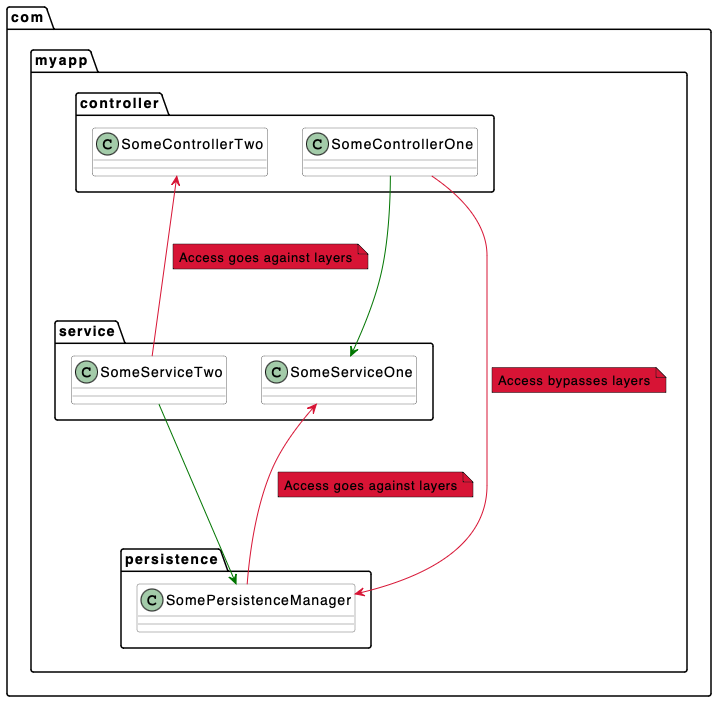 com
myapp
controller
C SomeControllerTwo
C SomeControllerOne
Access goes against layers
service
C SomeServiceTwo
C SomeServiceOne
Access bypasses layers
Access goes against layers
persistence
C SomePersistenceManager